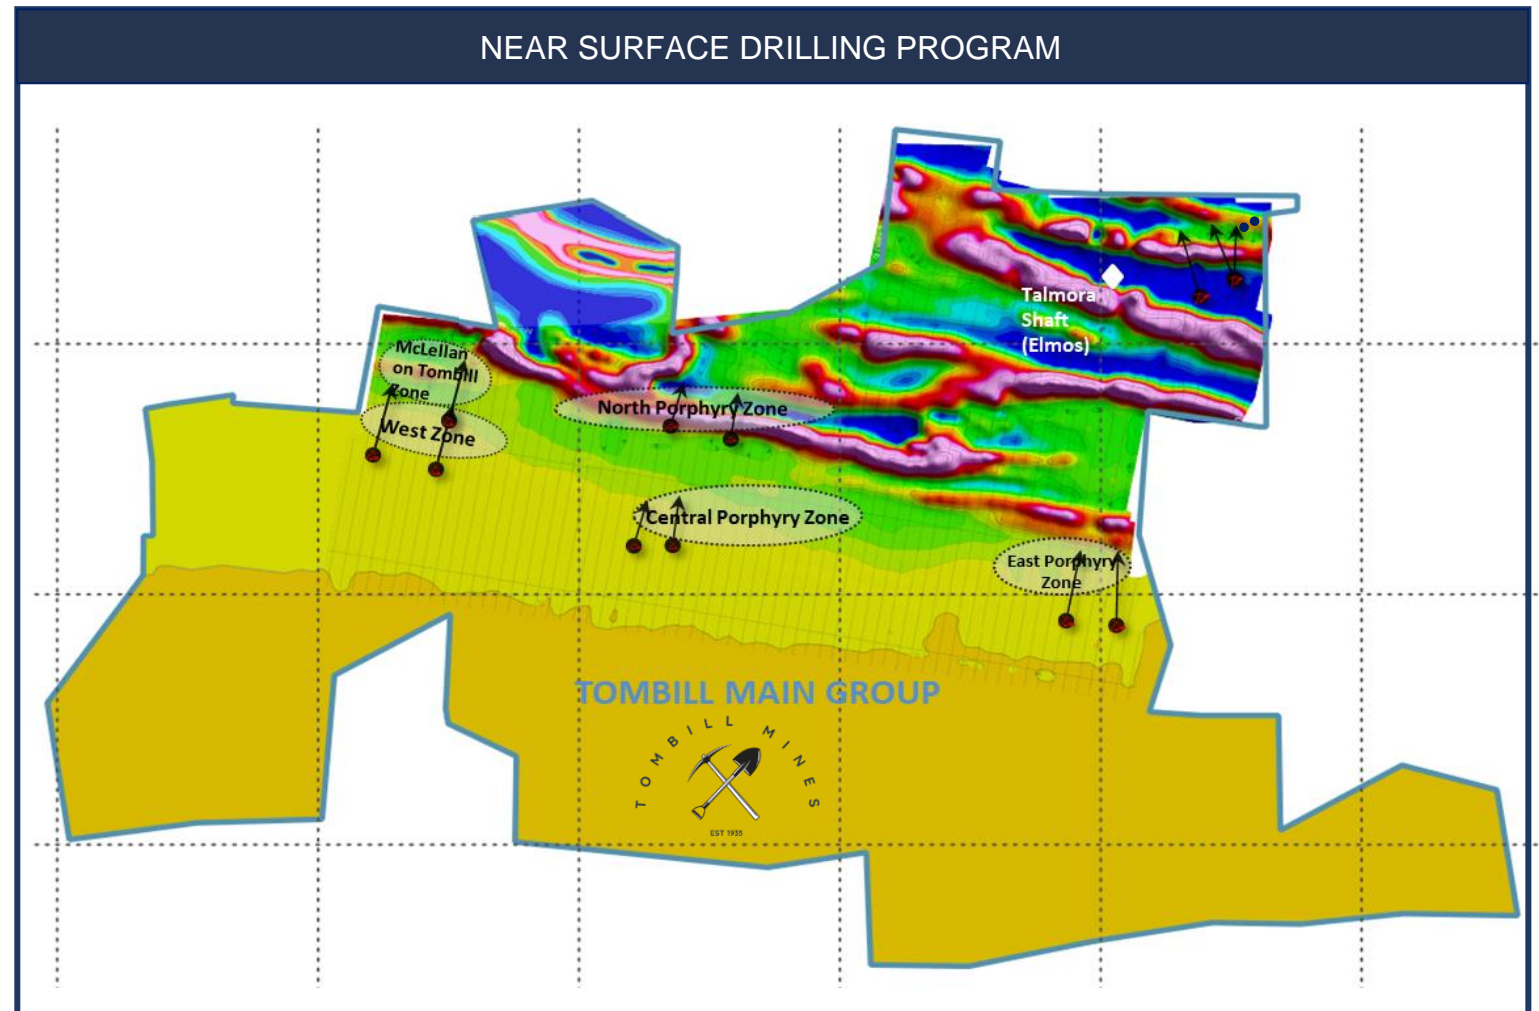 NEAR SURFACE DRILLING PROGRAM
Talmora
Shaft
(Elmos)
McLellan
on Tombill
Zone
West Zone
North Porphyry Zone
Central Porphyry Zone
East Porphyry
Zone
TOMBILL MAIN GROUP
TOMBILL MINES
EST 1935